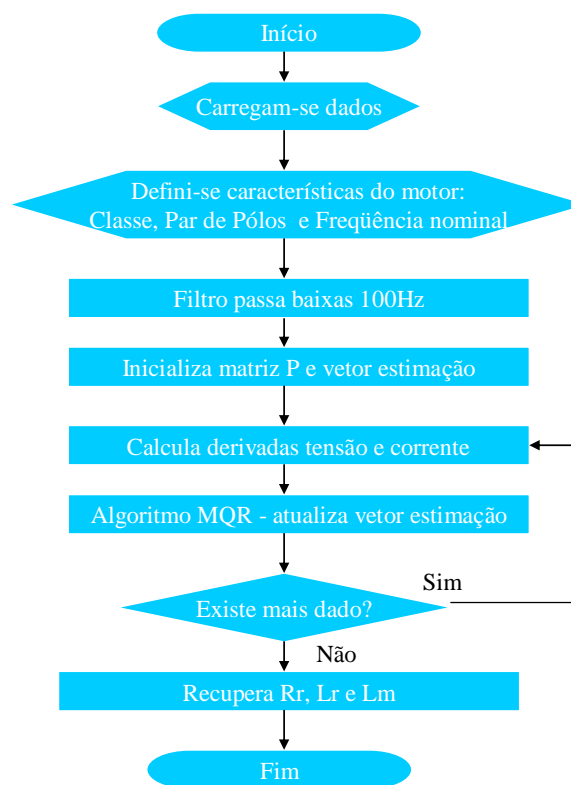 Início
Carregam-se dados
Defini-se características do motor:
Classe, Par de Pólos e Freqüência nominal
Filtro passa baixas 100Hz
Inicializa matriz P e vetor estimação
Calcula derivadas tensão e corrente
Algoritmo MQR - atualiza vetor estimação
Sim
Existe mais dado?
Não
Recupera Rr, Lr e Lm
Fim